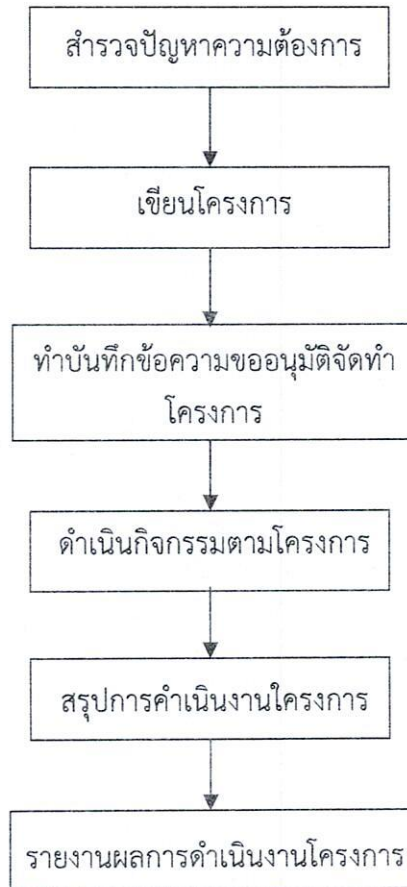 สำรวจปัญหาความต้องการ
เขียนโครงการ
ทำบันทึกข้อความขออนุมัติจัดทำ
โครงการ
ดำเนินกิจกรรมตามโครงการ
สรุปการคำเนินงานใครงการ
รายงานผลการดำเนินงานโครงการ